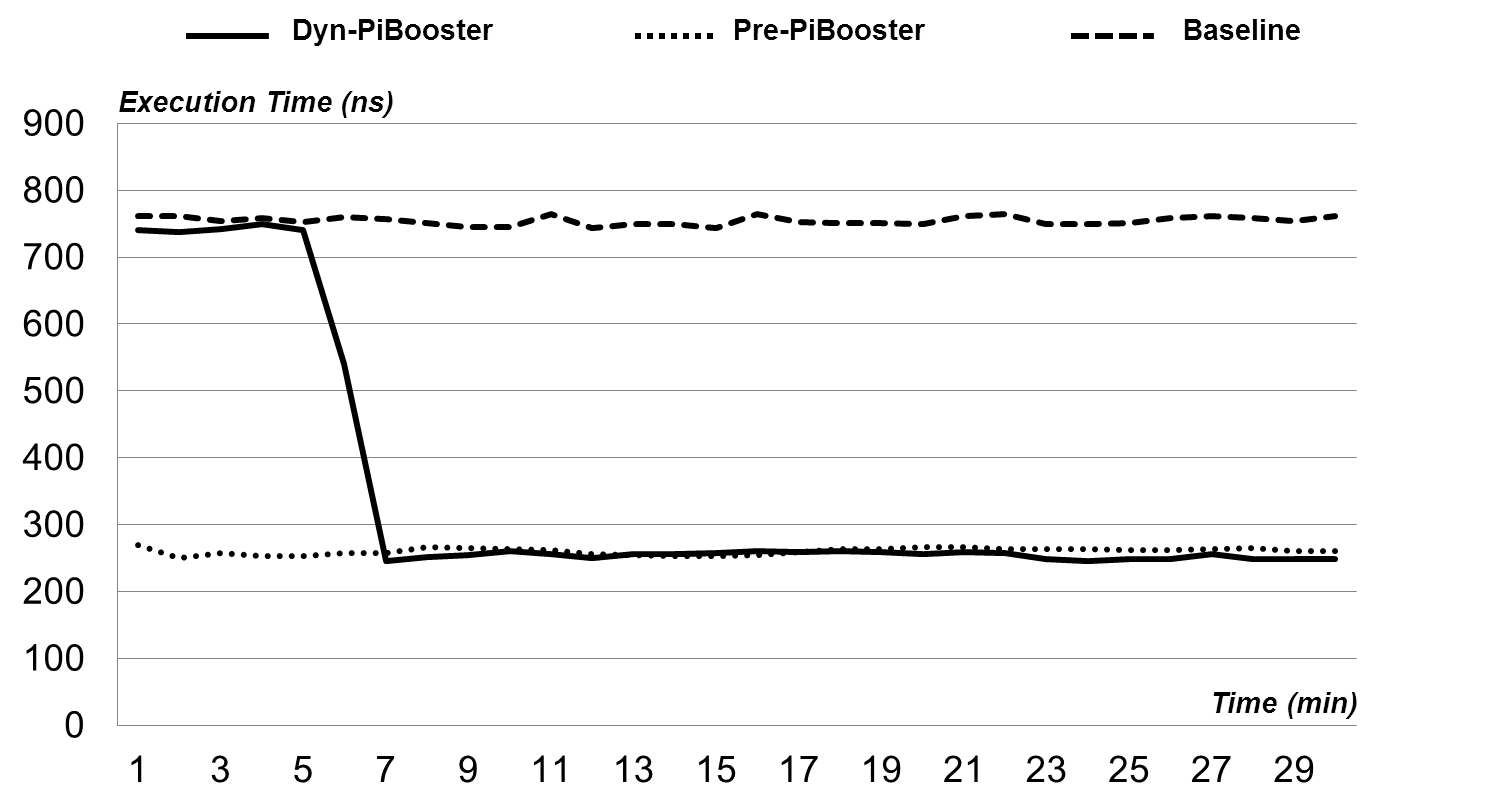 Dyn-PiBooster Pre-PiBooster Baseline
Execution Time (ns)
900
800
700
600
500
400
300
200
100
Time (min)
0
1 3 5 7 9 11 13 15 17 19 21 23 25 27 29